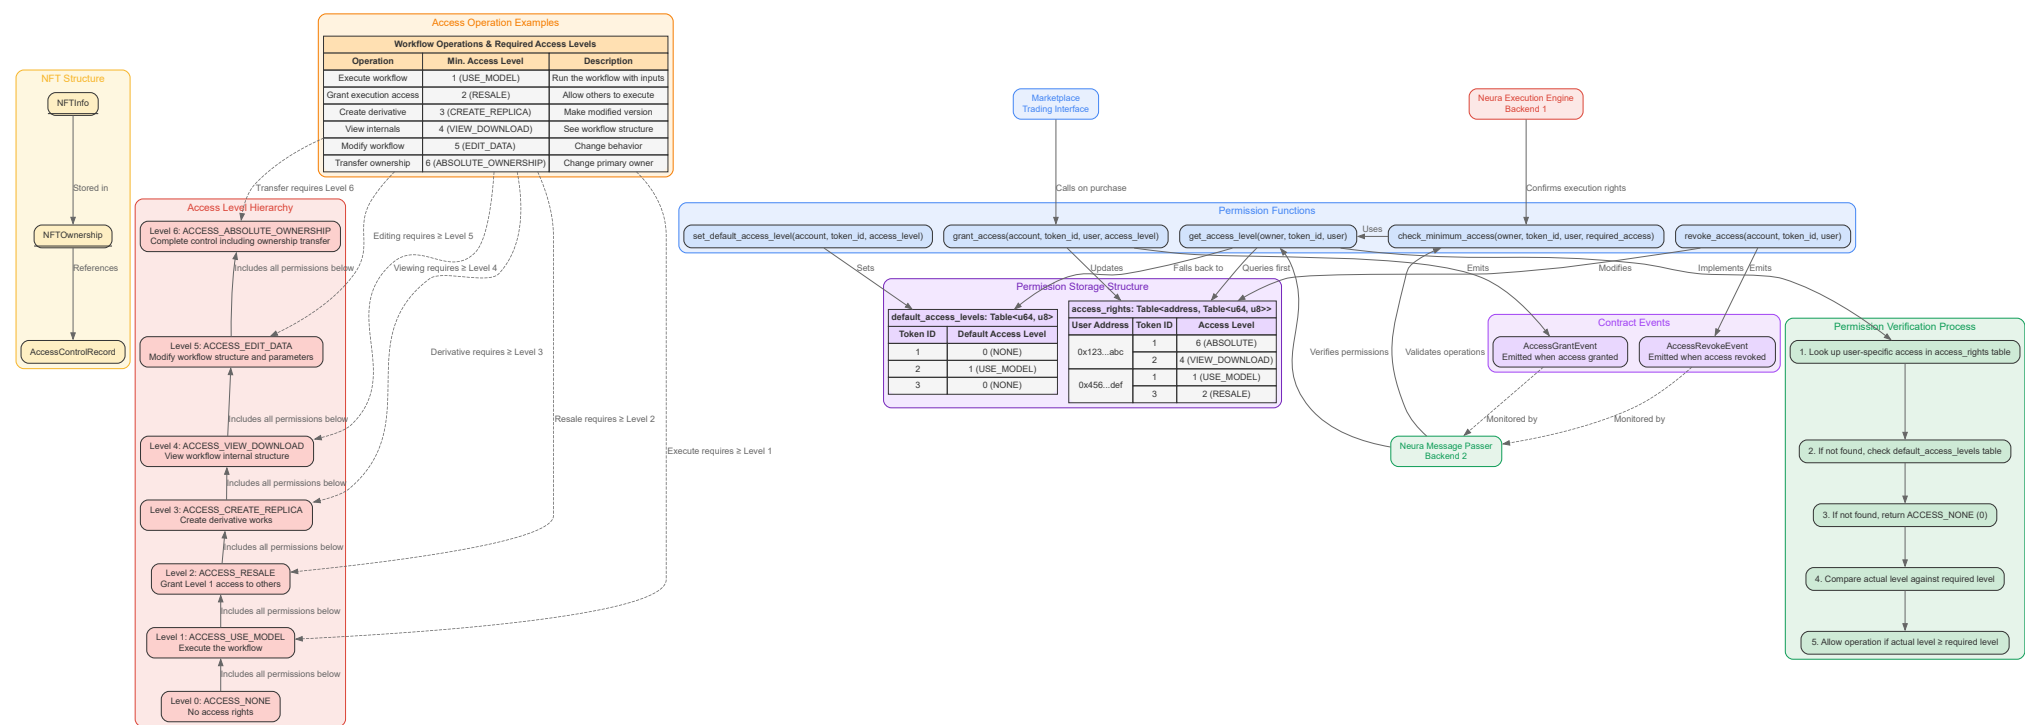 Access Operation Examples
Workflow Operations & Required Access Levels
Operation Min. Access Level Description
Execute workflow 1 (USE_MODEL) Run the workflow with inputs
Grant execution access 2 (RESALE) Allow others to execute
Create derivative 3 (CREATE_REPLICA) Make modified version
View internals 4 (VIEW_DOWNLOAD) See workflow structure
Modify workflow 5 (EDIT_DATA) Change behavior
Transfer ownership 6 (ABSOLUTE_OWNERSHIP) Change primary owner
NFT Structure
NFTInfo
Stored in
NFTOwnership
References
AccessControlRecord
Transfer requires Level 6
Editing requires ≥ Level 5
Viewing requires ≥ Level 4
Derivative requires ≥ Level 3
Resale requires ≥ Level 2
Execute requires ≥ Level 1
Access Level Hierarchy
Level 6: ACCESS_ABSOLUTE_OWNERSHIP
Complete control including ownership transfer
Includes all permissions below
Level 5: ACCESS_EDIT_DATA
Modify workflow structure and parameters
Includes all permissions below
Level 4: ACCESS_VIEW_DOWNLOAD
View workflow internal structure
Includes all permissions below
Level 3: ACCESS_CREATE_REPLICA
Create derivative works
Includes all permissions below
Level 2: ACCESS_RESALE
Grant Level 1 access to others
Includes all permissions below
Level 1: ACCESS_USE_MODEL
Execute the workflow
Includes all permissions below
Level 0: ACCESS_NONE
No access rights
Marketplace
Trading Interface
Calls on purchase
Neura Execution Engine
Backend 1
Confirms execution rights
Permission Functions
set_default_access_level(account, token_id, access_level)
grant_access(account, token_id, user, access_level)
get_access_level(owner, token_id, user)
Uses
check_minimum_access(owner, token_id, user, required_access)
revoke_access(account, token_id, user)
Sets
Updates
Falls back to
Queries first
Emits
Modifies
Implements
Emits
Permission Storage Structure
default_access_levels: Table<u64, u8>
Token ID Default Access Level
1 0 (NONE)
2 1 (USE_MODEL)
3 0 (NONE)
access_rights: Table<address, Table<u64, u8>>
User Address Token ID Access Level
0x123...abc 1 6 (ABSOLUTE)
2 4 (VIEW_DOWNLOAD)
0x456...def 1 1 (USE_MODEL)
3 2 (RESALE)
Verifies permissions
Validates operations
Contract Events
AccessGrantEvent
Emitted when access granted
AccessRevokeEvent
Emitted when access revoked
Monitored by
Monitored by
Neura Message Passer
Backend 2
Permission Verification Process
1. Look up user-specific access in access_rights table
2. If not found, check default_access_levels table
3. If not found, return ACCESS_NONE (0)
4. Compare actual level against required level
5. Allow operation if actual level ≥ required level